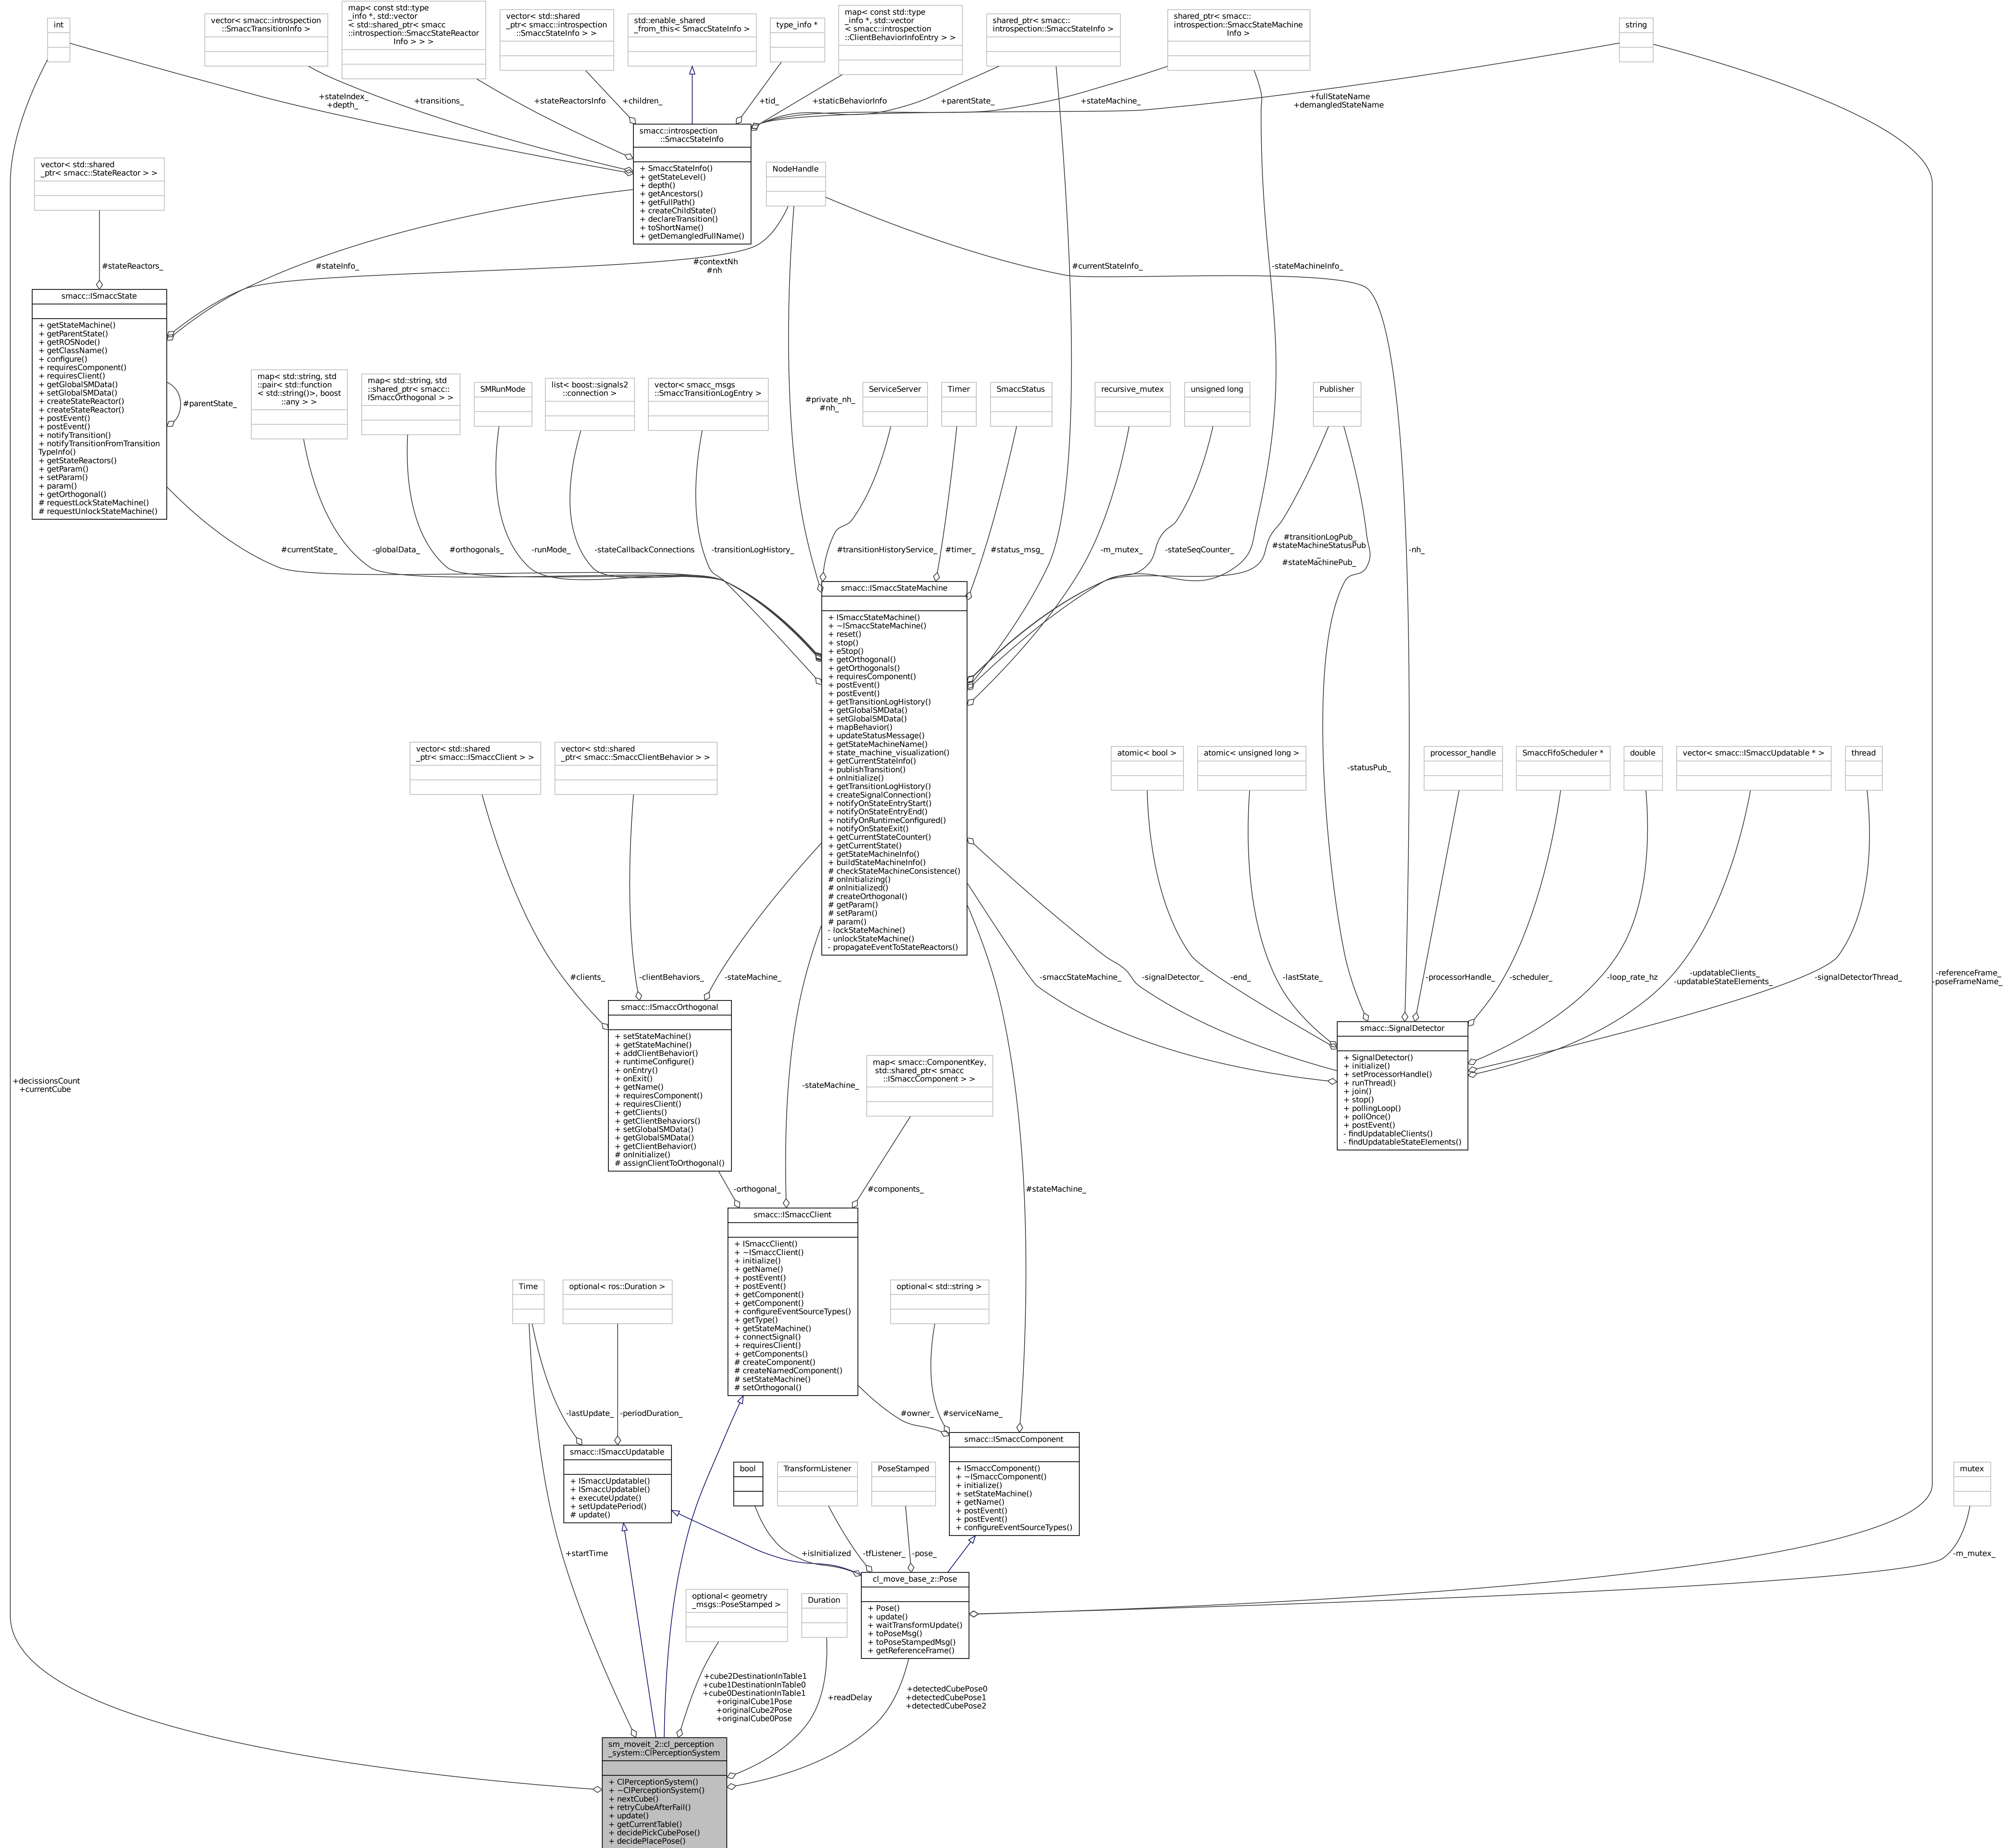 int
vector< smacc::introspection
::SmaccTransitionInfo >
map< const std::type
_info *, std::vector
< std::shared_ptr< smacc
::introspection::SmaccStateReactor
Info > > >
vector< std::shared
_ptr< smacc::introspection
::SmaccStateInfo > >
std::enable_shared
_from_this< SmaccStateInfo >
type_info *
map< const std::type
_info *, std::vector
< smacc::introspection
::ClientBehaviorInfoEntry > >
shared_ptr< smacc::
introspection::SmaccStateInfo >
shared_ptr< smacc::
introspection::SmaccStateMachine
Info >
string
+stateIndex_
+depth_
+transitions_
+stateReactorsInfo
+children_
+tid_
+staticBehaviorInfo
+parentState_
+stateMachine_
+fullStateName
+demangledStateName
smacc::introspection
::SmaccStateInfo
+ SmaccStateInfo()
+ getStateLevel()
+ depth()
+ getAncestors()
+ getFullPath()
+ createChildState()
+ declareTransition()
+ toShortName()
+ getDemangledFullName()
vector< std::shared
_ptr< smacc::StateReactor > >
NodeHandle
#stateReactors_
#stateInfo_
#contextNh
#nh
#currentStateInfo_
-stateMachineInfo_
smacc::ISmaccState
+ getStateMachine()
+ getParentState()
+ getROSNode()
+ getClassName()
+ configure()
+ requiresComponent()
+ requiresClient()
+ getGlobalSMData()
+ setGlobalSMData()
+ createStateReactor()
+ createStateReactor()
+ postEvent()
+ postEvent()
+ notifyTransition()
+ notifyTransitionFromTransition
TypeInfo()
+ getStateReactors()
+ getParam()
+ setParam()
+ param()
+ getOrthogonal()
# requestLockStateMachine()
# requestUnlockStateMachine()
#parentState_
map< std::string, std
::pair< std::function
< std::string()>, boost
::any > >
map< std::string, std
::shared_ptr< smacc::
ISmaccOrthogonal > >
SMRunMode
list< boost::signals2
::connection >
vector< smacc_msgs
::SmaccTransitionLogEntry >
#private_nh_
#nh_
ServiceServer
Timer
SmaccStatus
recursive_mutex
unsigned long
Publisher
#currentState_
-globalData_
#orthogonals_
-runMode_
-stateCallbackConnections
-transitionLogHistory_
#transitionHistoryService_
#timer_
#status_msg_
-m_mutex_
-stateSeqCounter_
#transitionLogPub_
#stateMachineStatusPub
_
#stateMachinePub_
-nh_
smacc::ISmaccStateMachine
+ ISmaccStateMachine()
+ ~ISmaccStateMachine()
+ reset()
+ stop()
+ eStop()
+ getOrthogonal()
+ getOrthogonals()
+ requiresComponent()
+ postEvent()
+ postEvent()
+ getTransitionLogHistory()
+ getGlobalSMData()
+ setGlobalSMData()
+ mapBehavior()
+ updateStatusMessage()
+ getStateMachineName()
+ state_machine_visualization()
+ getCurrentStateInfo()
+ publishTransition()
+ onInitialize()
+ getTransitionLogHistory()
+ createSignalConnection()
+ notifyOnStateEntryStart()
+ notifyOnStateEntryEnd()
+ notifyOnRuntimeConfigured()
+ notifyOnStateExit()
+ getCurrentStateCounter()
+ getCurrentState()
+ getStateMachineInfo()
+ buildStateMachineInfo()
# checkStateMachineConsistence()
# onInitializing()
# onInitialized()
# createOrthogonal()
# getParam()
# setParam()
# param()
- lockStateMachine()
- unlockStateMachine()
- propagateEventToStateReactors()
vector< std::shared
_ptr< smacc::ISmaccClient > >
vector< std::shared
_ptr< smacc::SmaccClientBehavior > >
atomic< bool >
atomic< unsigned long >
-statusPub_
processor_handle
SmaccFifoScheduler *
double
vector< smacc::ISmaccUpdatable * >
thread
#clients_
-clientBehaviors_
-stateMachine_
-smaccStateMachine_
-signalDetector_
-end_
-lastState_
-processorHandle_
-scheduler_
-loop_rate_hz
-updatableClients_
-updatableStateElements_
-signalDetectorThread_
-referenceFrame_
-poseFrameName_
smacc::ISmaccOrthogonal
+ setStateMachine()
+ getStateMachine()
+ addClientBehavior()
+ runtimeConfigure()
+ onEntry()
+ onExit()
+ getName()
+ requiresComponent()
+ requiresClient()
+ getClients()
+ getClientBehaviors()
+ setGlobalSMData()
+ getGlobalSMData()
+ getClientBehavior()
# onInitialize()
# assignClientToOrthogonal()
smacc::SignalDetector
+ SignalDetector()
+ initialize()
+ setProcessorHandle()
+ runThread()
+ join()
+ stop()
+ pollingLoop()
+ pollOnce()
+ postEvent()
- findUpdatableClients()
- findUpdatableStateElements()
+decissionsCount
+currentCube
-stateMachine_
map< smacc::ComponentKey,
std::shared_ptr< smacc
::ISmaccComponent > >
-orthogonal_
#components_
#stateMachine_
smacc::ISmaccClient
+ ISmaccClient()
+ ~ISmaccClient()
+ initialize()
+ getName()
+ postEvent()
+ postEvent()
+ getComponent()
+ getComponent()
+ configureEventSourceTypes()
+ getType()
+ getStateMachine()
+ connectSignal()
+ requiresClient()
+ getComponents()
# createComponent()
# createNamedComponent()
# setStateMachine()
# setOrthogonal()
Time
optional< ros::Duration >
optional< std::string >
-lastUpdate_
-periodDuration_
#owner_
#serviceName_
smacc::ISmaccUpdatable
+ ISmaccUpdatable()
+ ISmaccUpdatable()
+ executeUpdate()
+ setUpdatePeriod()
# update()
smacc::ISmaccComponent
+ ISmaccComponent()
+ ~ISmaccComponent()
+ initialize()
+ setStateMachine()
+ getName()
+ postEvent()
+ postEvent()
+ configureEventSourceTypes()
bool
TransformListener
PoseStamped
mutex
+startTime
+isInitialized
-tfListener_
-pose_
-m_mutex_
cl_move_base_z::Pose
+ Pose()
+ update()
+ waitTransformUpdate()
+ toPoseMsg()
+ toPoseStampedMsg()
+ getReferenceFrame()
optional< geometry
_msgs::PoseStamped >
Duration
+cube2DestinationInTable1
+cube1DestinationInTable0
+cube0DestinationInTable1
+originalCube1Pose
+originalCube2Pose
+originalCube0Pose
+readDelay
+detectedCubePose0
+detectedCubePose1
+detectedCubePose2
sm_moveit_2::cl_perception
_system::ClPerceptionSystem
+ ClPerceptionSystem()
+ ~ClPerceptionSystem()
+ nextCube()
+ retryCubeAfterFail()
+ update()
+ getCurrentTable()
+ decidePickCubePose()
+ decidePlacePose()